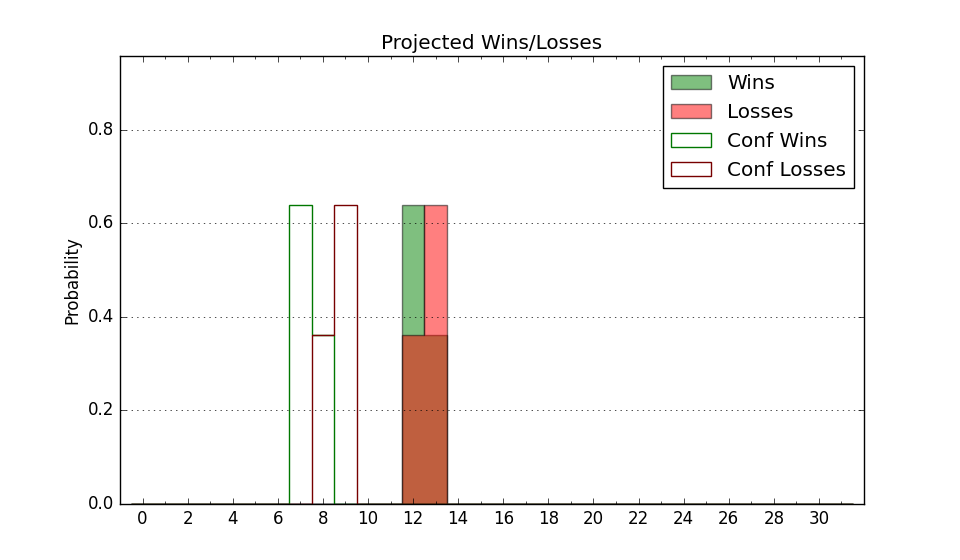 Projected Wins/Losses
Wins
Losses
Conf Wins
Conf Losses
Probability
0.8
0.6
0.4
0.2
0.0
0 2 4 6 8 10 12 14 16 18 20 22 24 26 28 30